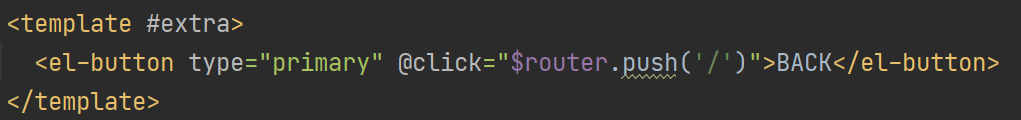 <template #extra>
<el-button type="primary" @click="$router.push('/')">BACK</el-button>
</template>